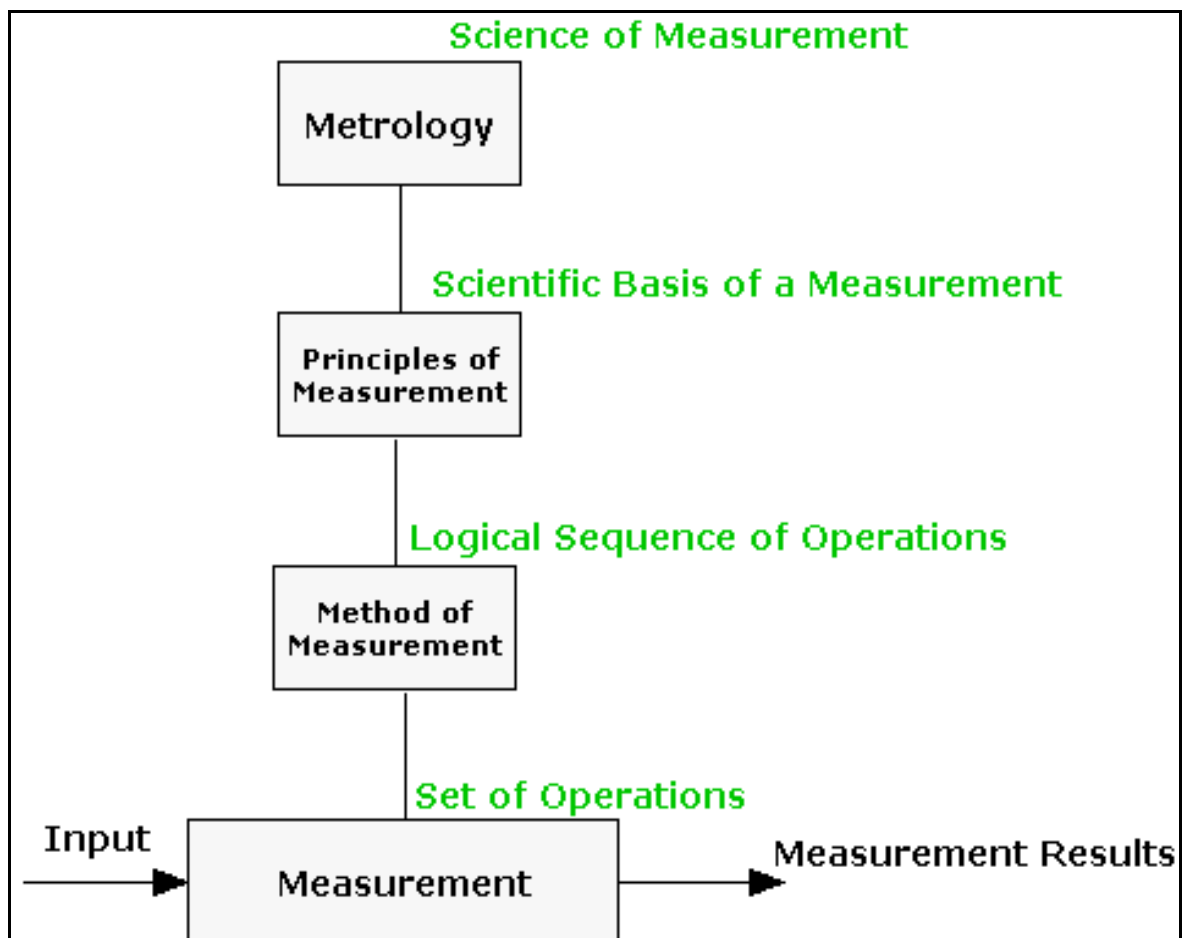 Science of Measurement
Metrology
Scientific Basis of a Measurement
Principles of
Measurement
Logical Sequence of Operations
Method of
Measurement
Set of Operations
Input
Measurement
Measurement Results